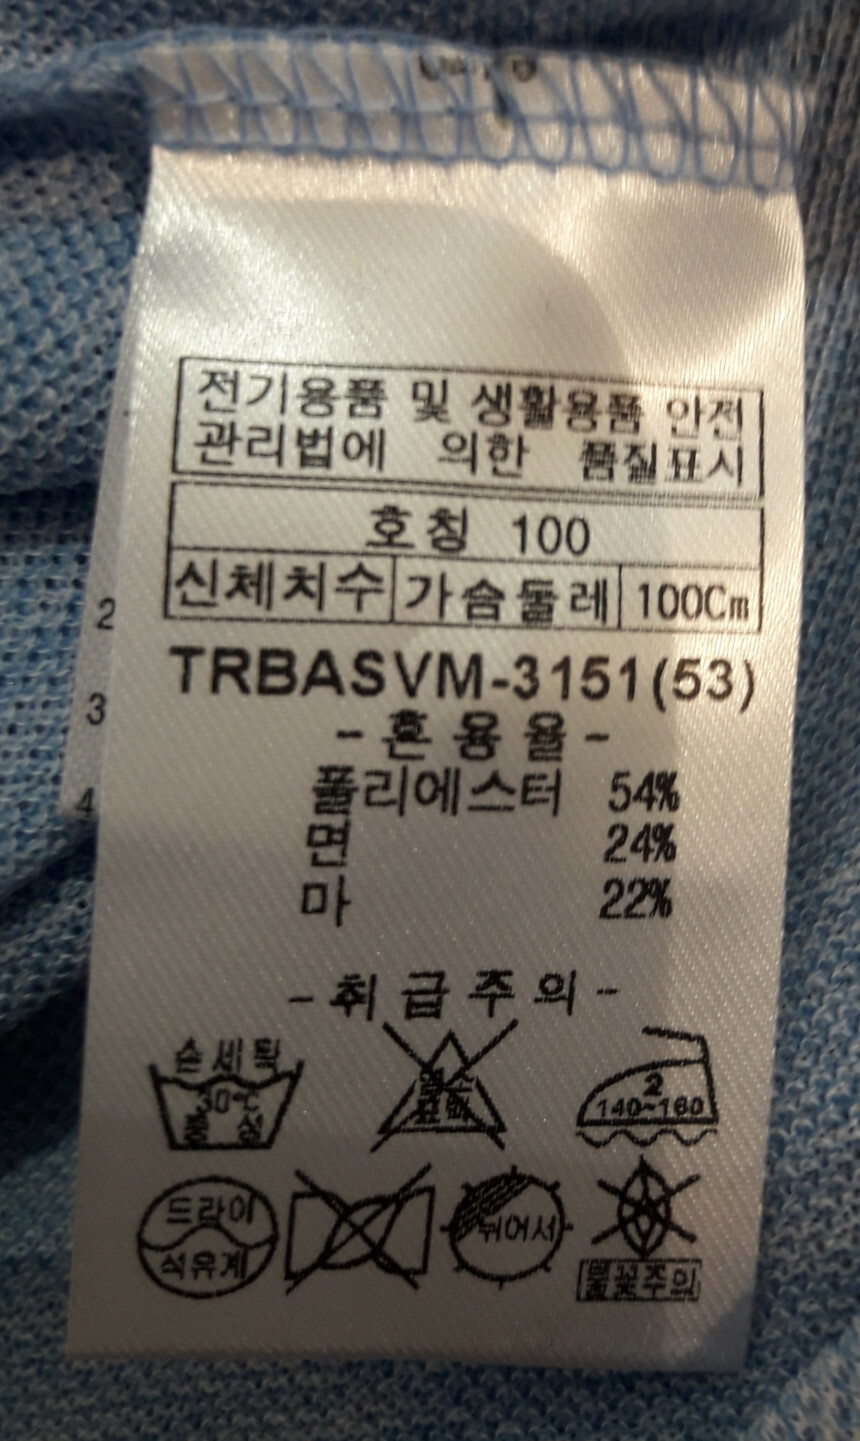 전기용품 및 생활용품 안전
관리법에 의한 품질표시
호칭 100
신체치수 가슴둘레 100Cm
TRBASVM-3151(53)
-혼용율-
폴리에스터 54%
면 24%
마 22%
-취급주의-
손세탁
30℃
중성
염소
표백
2
140~160
드라이
석유계
뉘어서
불꽃주의
2
3
4